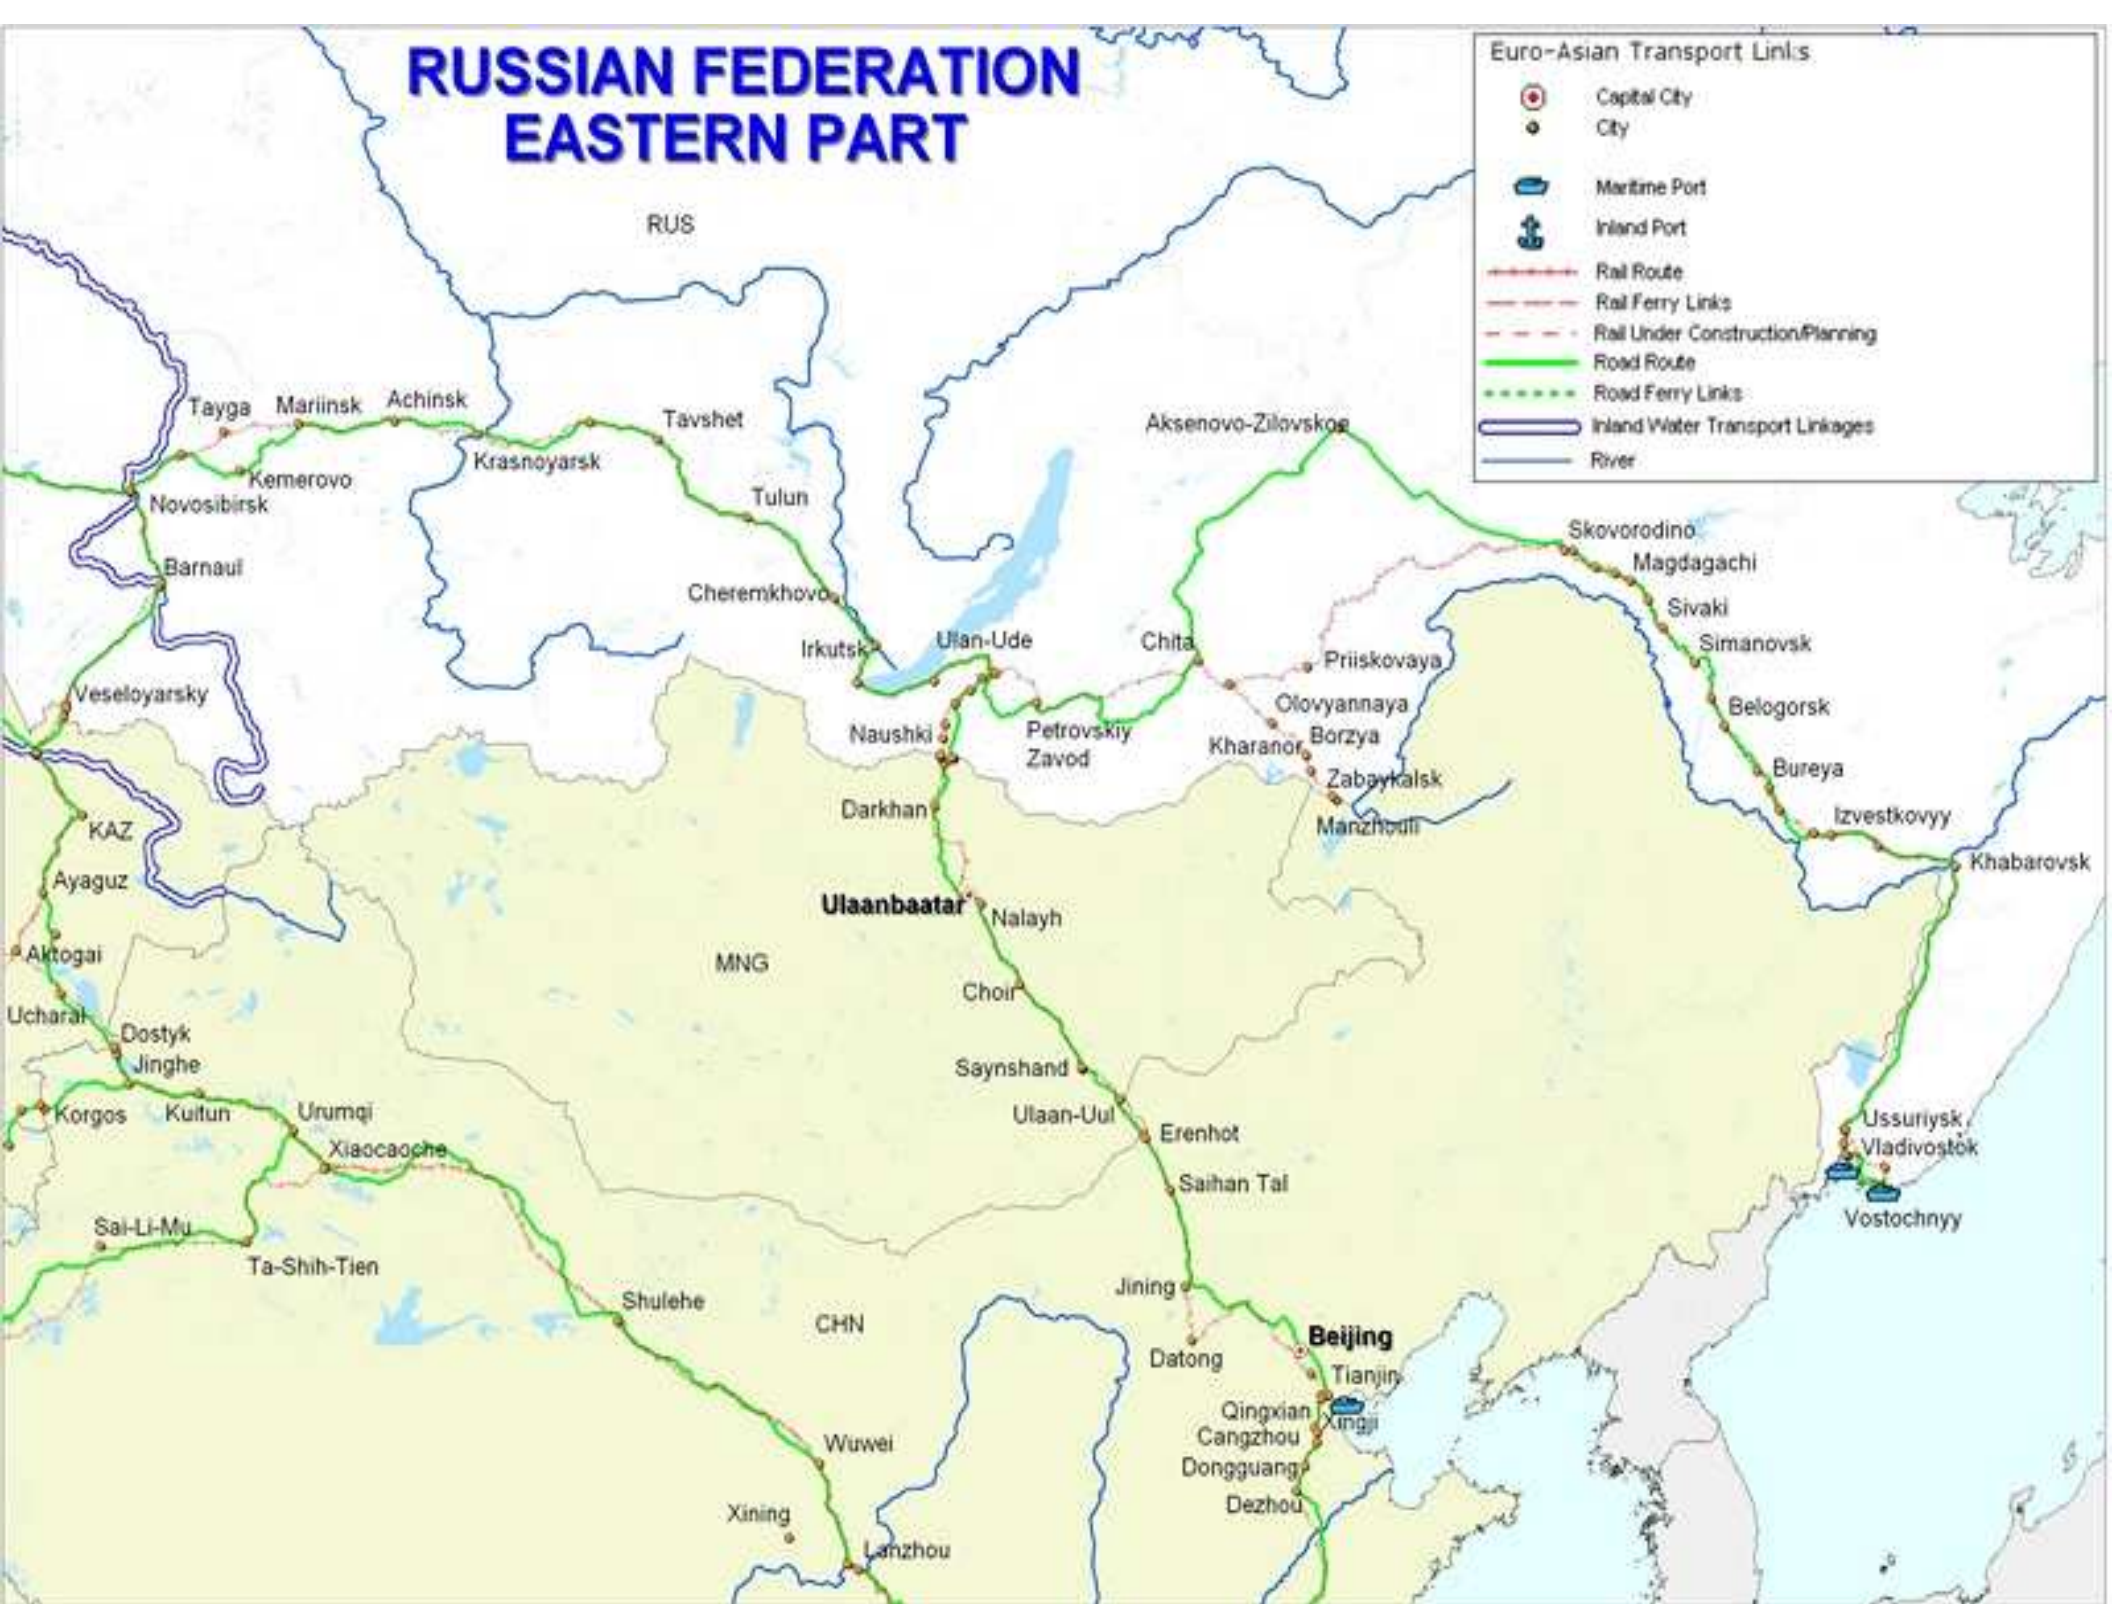 RUSSIAN FEDERATION
EASTERN PART
Euro-Asian Transport Links
Capital City
City
Maritime Port
Inland Port
Rail Route
Rail Ferry Links
Rail Under Construction/Planning
Road Route
Road Ferry Links
Inland Water Transport Linkages
River
RUS
Tayga
Mariinsk
Achinsk
Tavshet
Aksenovo-Zilovskoe
Krasnoyarsk
Kemerovo
Novosibirsk
Tulun
Skovorodino
Magdagachi
Barnaul
Cheremkhovo
Sivaki
Irkutsk
Ulan-Ude
Chita
Simanovsk
Priiskovaya
Veseloyarsky
Olovyannaya
Belogorsk
Naushki
Petrovskiy
Zavod
Kharanor
Borzya
Zabaykalsk
Bureya
Darkhan
Manzhouli
Izvestkovyy
KAZ
Khabarovsk
Ayaguz
Ulaanbaatar
Nalayh
Aktogai
MNG
Choir
Ucharal
Dostyk
Jinghe
Saynshand
Korgos
Kuitun
Urumqi
Ulaan-Uul
Erenhot
Ussuriysk
Xiaocaoche
Vladivostok
Saihan Tal
Vostochnyy
Sai-Li-Mu
Ta-Shih-Tien
Jining
Shulehe
CHN
Beijing
Datong
Tianjin
Qingxian
Xingji
Cangzhou
Wuwei
Dongguang
Dezhou
Xining
Lanzhou